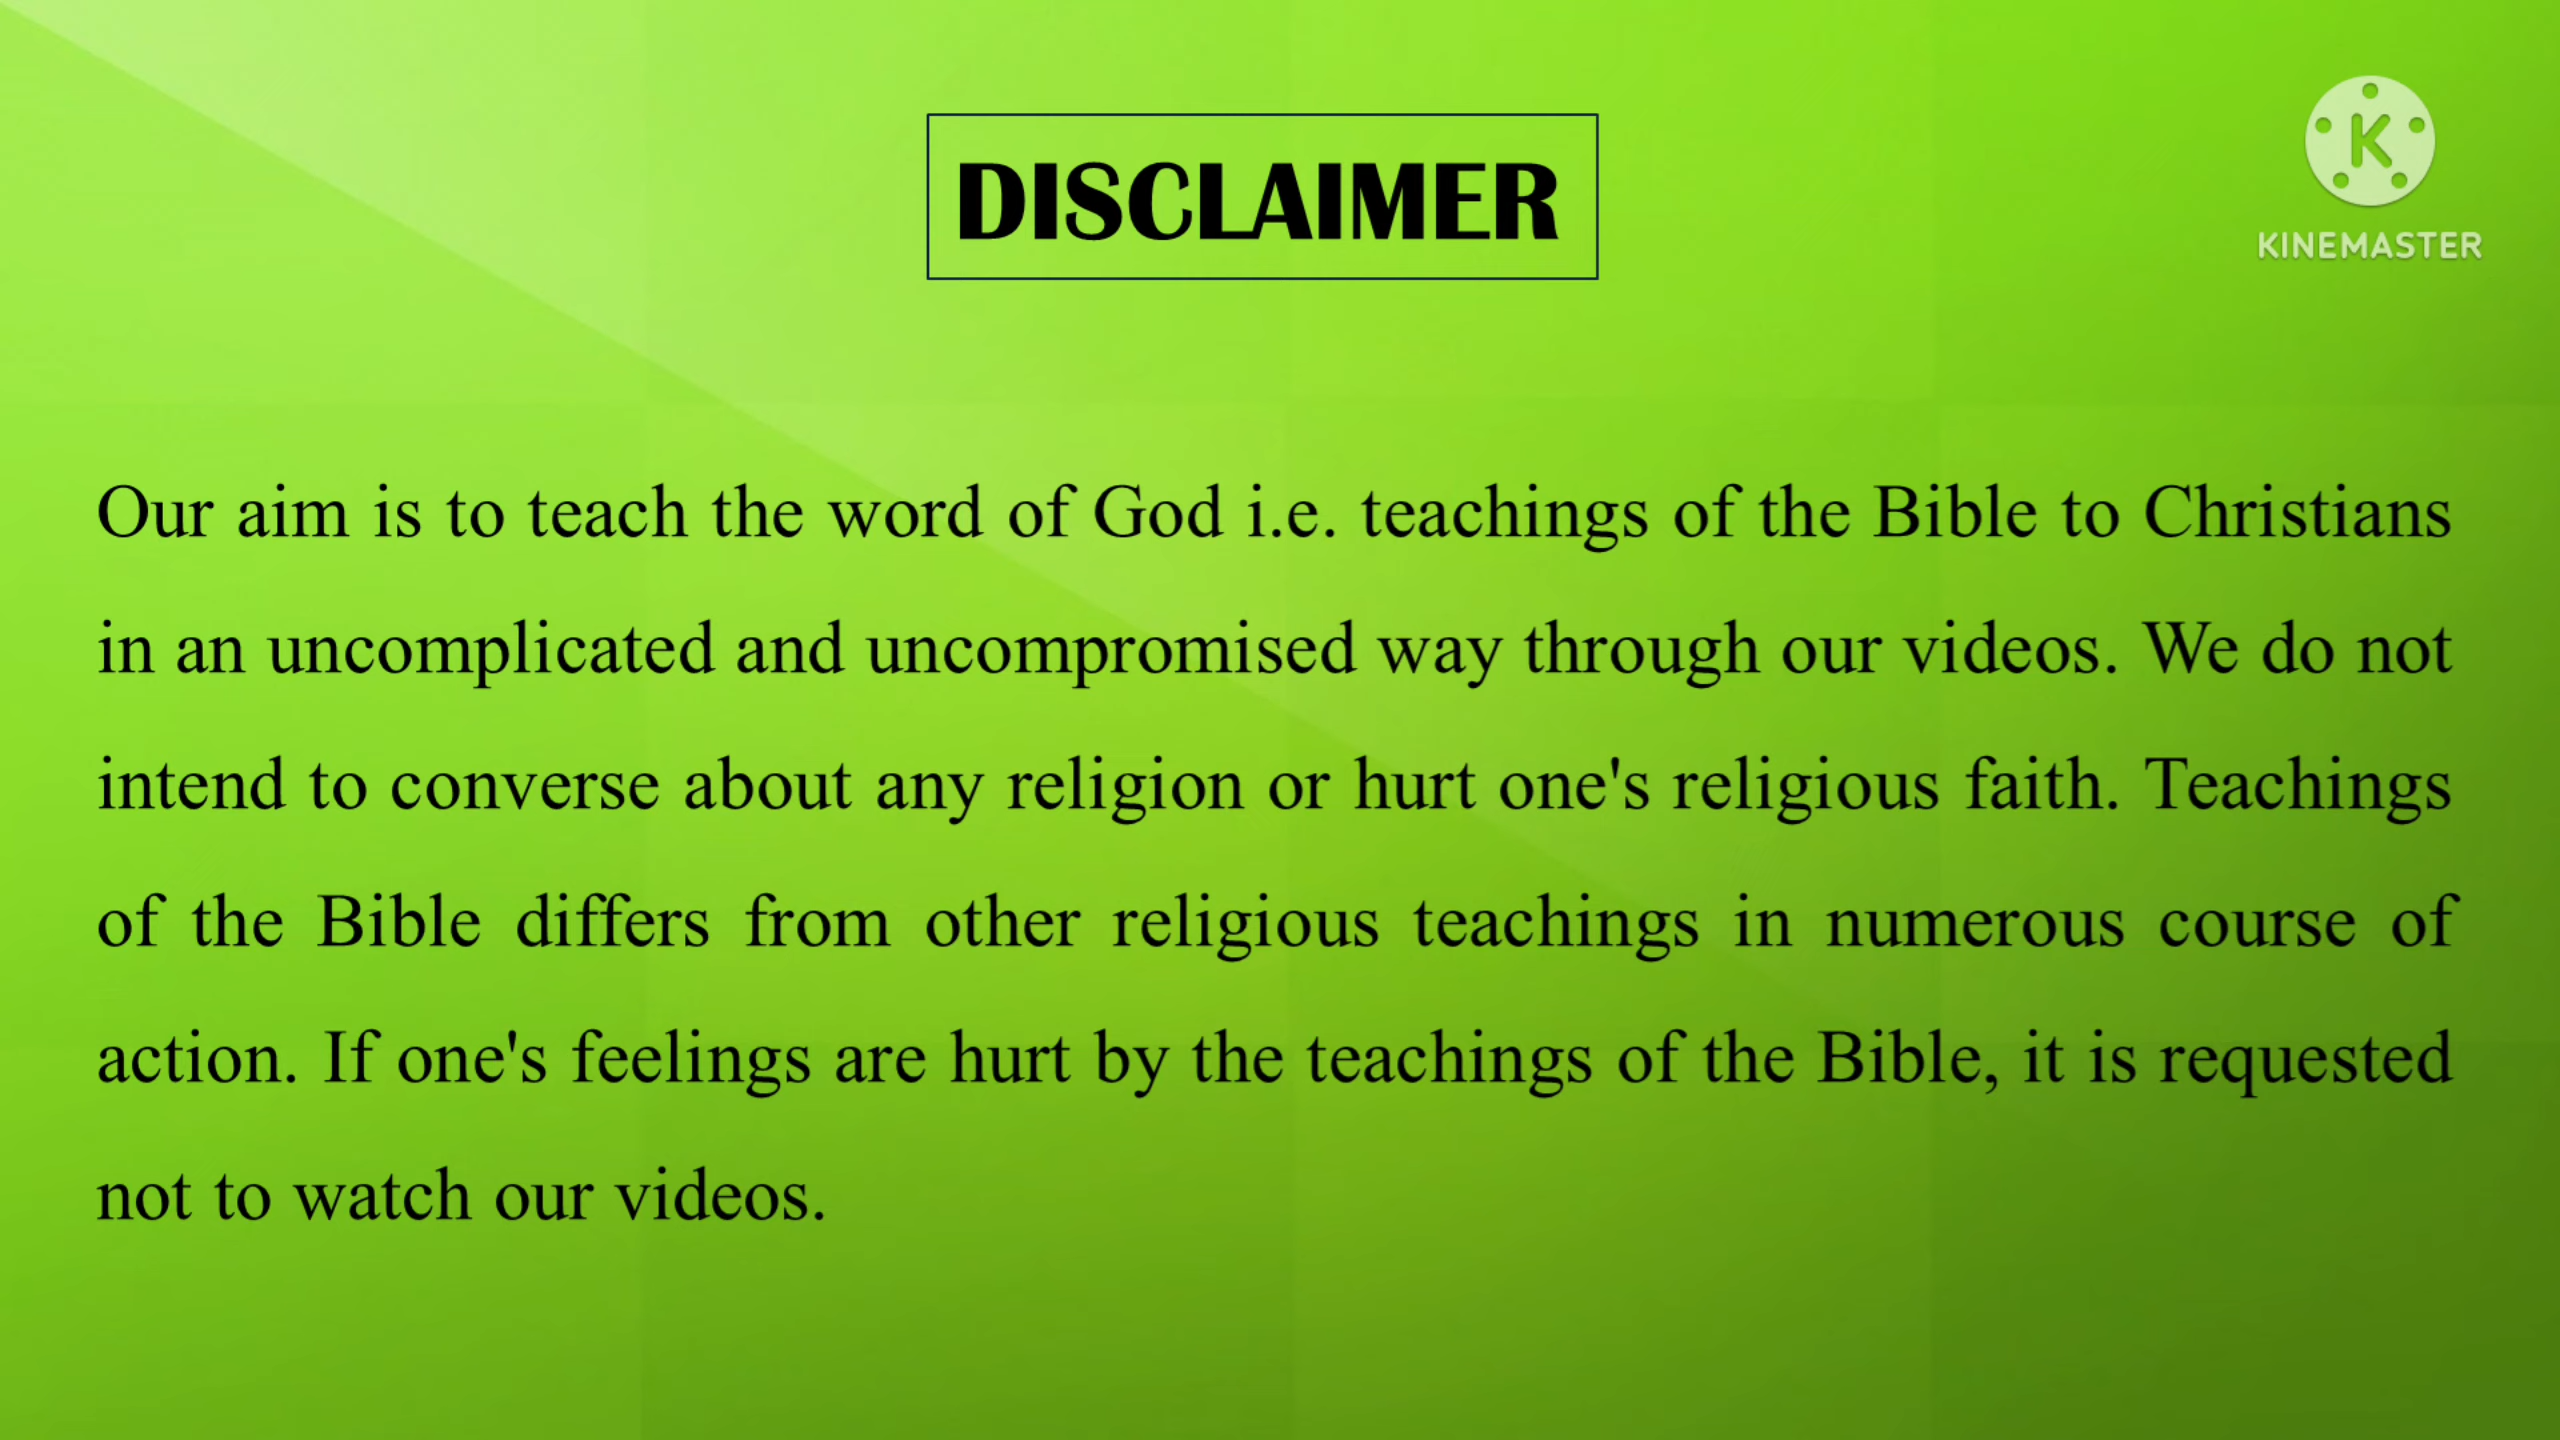 DISCLAIMER
KINEMASTER
Our aim is to teach the word of God i.e. teachings of the Bible to Christians
in an uncomplicated and uncompromised way through our videos. We do not
intend to converse about any religion or hurt one's religious faith. Teachings
of the Bible differs from other religious teachings in numerous course of
action. If one's feelings are hurt by the teachings of the Bible, it is requested
not to watch our videos.